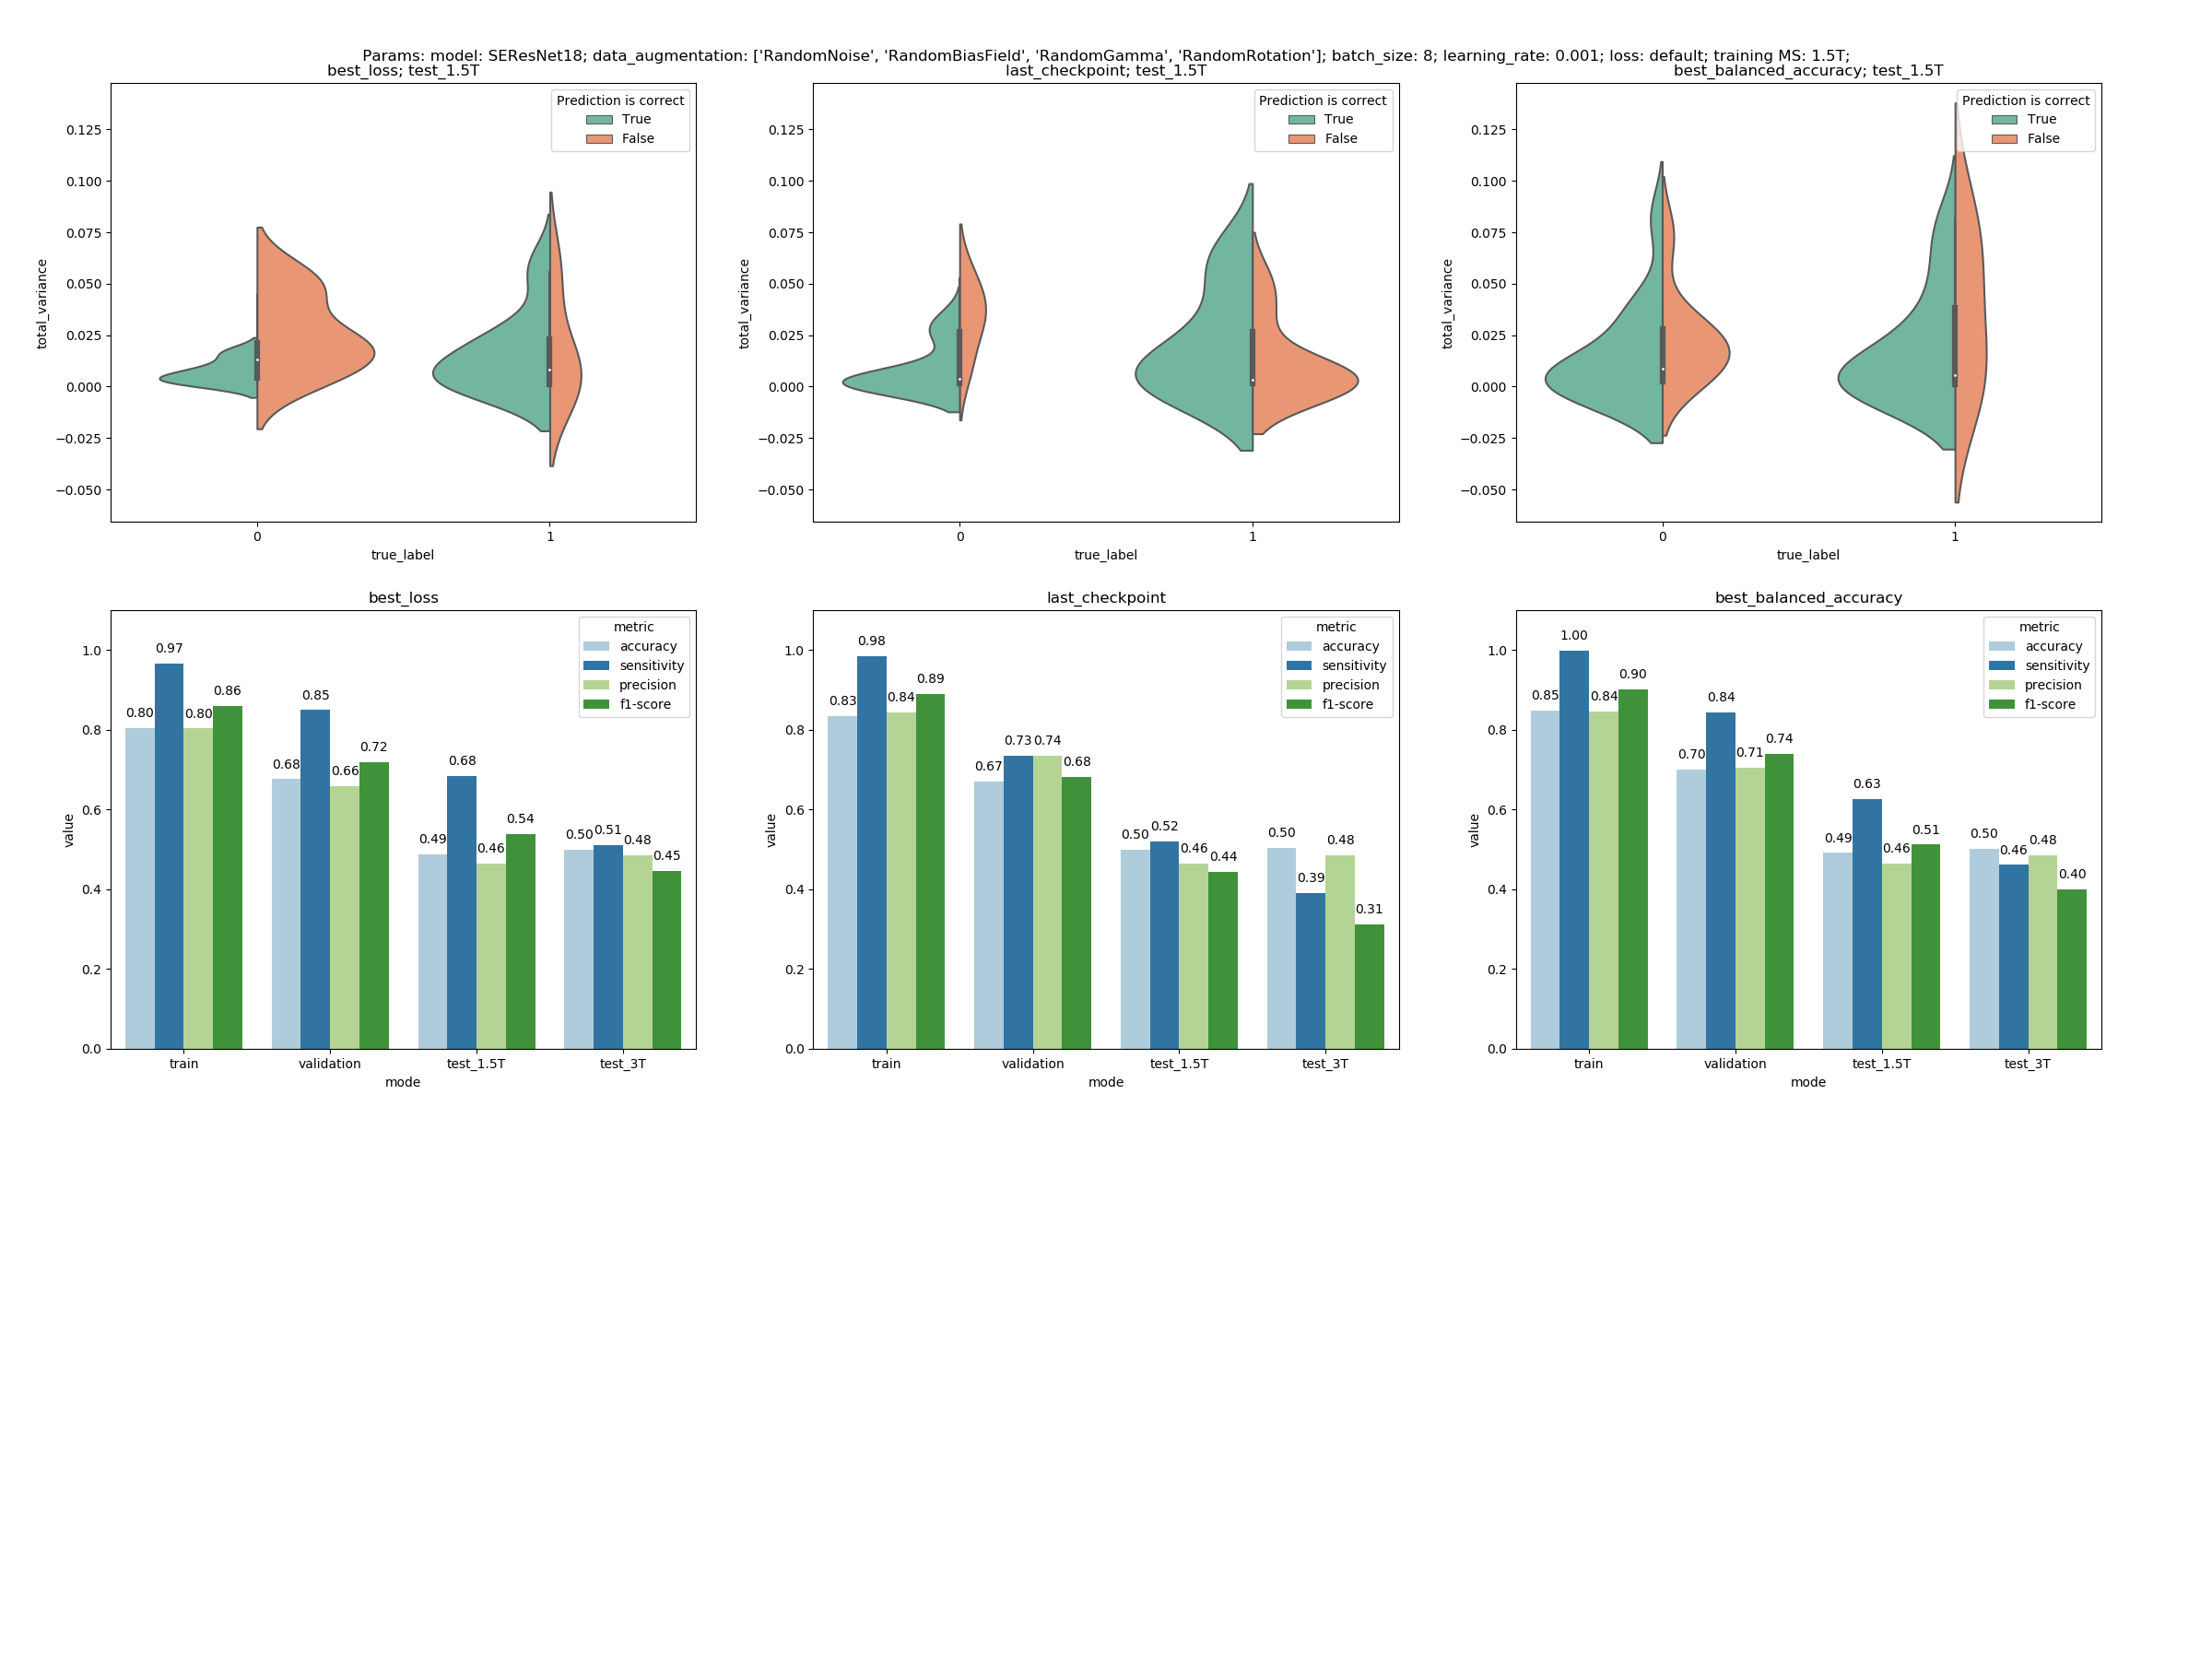 Params: model: SEResNet18; data_augmentation: ['RandomNoise', 'RandomBiasField', 'RandomGamma', 'RandomRotation']; batch_size: 8; learning_rate: 0.001; loss: default; training MS: 1.5T;
best_loss; test_1.5T
Prediction is correct
True
False
0.125
0.100
0.075
0.050
0.025
0.000
−0.025
−0.050
total_variance
0
1
true_label
last_checkpoint; test_1.5T
Prediction is correct
True
False
0.125
0.100
0.075
0.050
0.025
0.000
−0.025
−0.050
total_variance
0
1
true_label
best_balanced_accuracy; test_1.5T
Prediction is correct
True
False
0.125
0.100
0.075
0.050
0.025
0.000
−0.025
−0.050
total_variance
0
1
true_label
best_loss
metric
accuracy
sensitivity
precision
f1-score
1.0
0.8
0.6
0.4
0.2
0.0
value
0.80
0.97
0.80
0.86
0.68
0.85
0.66
0.72
0.49
0.68
0.46
0.54
0.50
0.51
0.48
0.45
train
validation
test_1.5T
test_3T
mode
last_checkpoint
metric
accuracy
sensitivity
precision
f1-score
1.0
0.8
0.6
0.4
0.2
0.0
value
0.83
0.98
0.84
0.89
0.67
0.73
0.74
0.68
0.50
0.52
0.46
0.44
0.50
0.39
0.48
0.31
train
validation
test_1.5T
test_3T
mode
best_balanced_accuracy
metric
accuracy
sensitivity
precision
f1-score
1.0
0.8
0.6
0.4
0.2
0.0
value
0.85
1.00
0.84
0.90
0.70
0.84
0.71
0.74
0.49
0.63
0.46
0.51
0.50
0.46
0.48
0.40
train
validation
test_1.5T
test_3T
mode